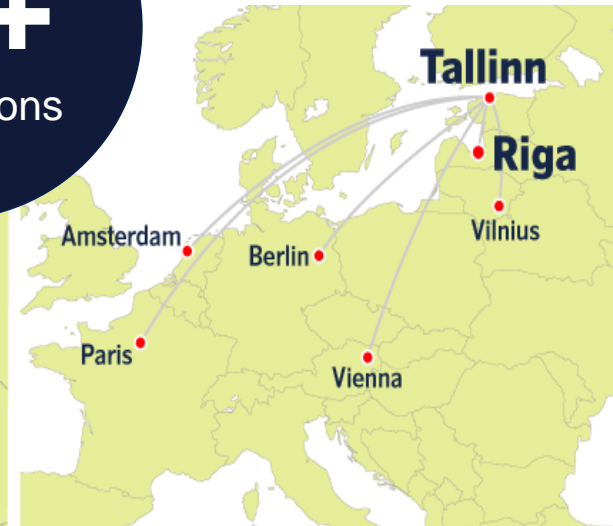 +
ons
Tallinn
Riga
Vilnius
Amsterdam
Berlin
Paris
Vienna